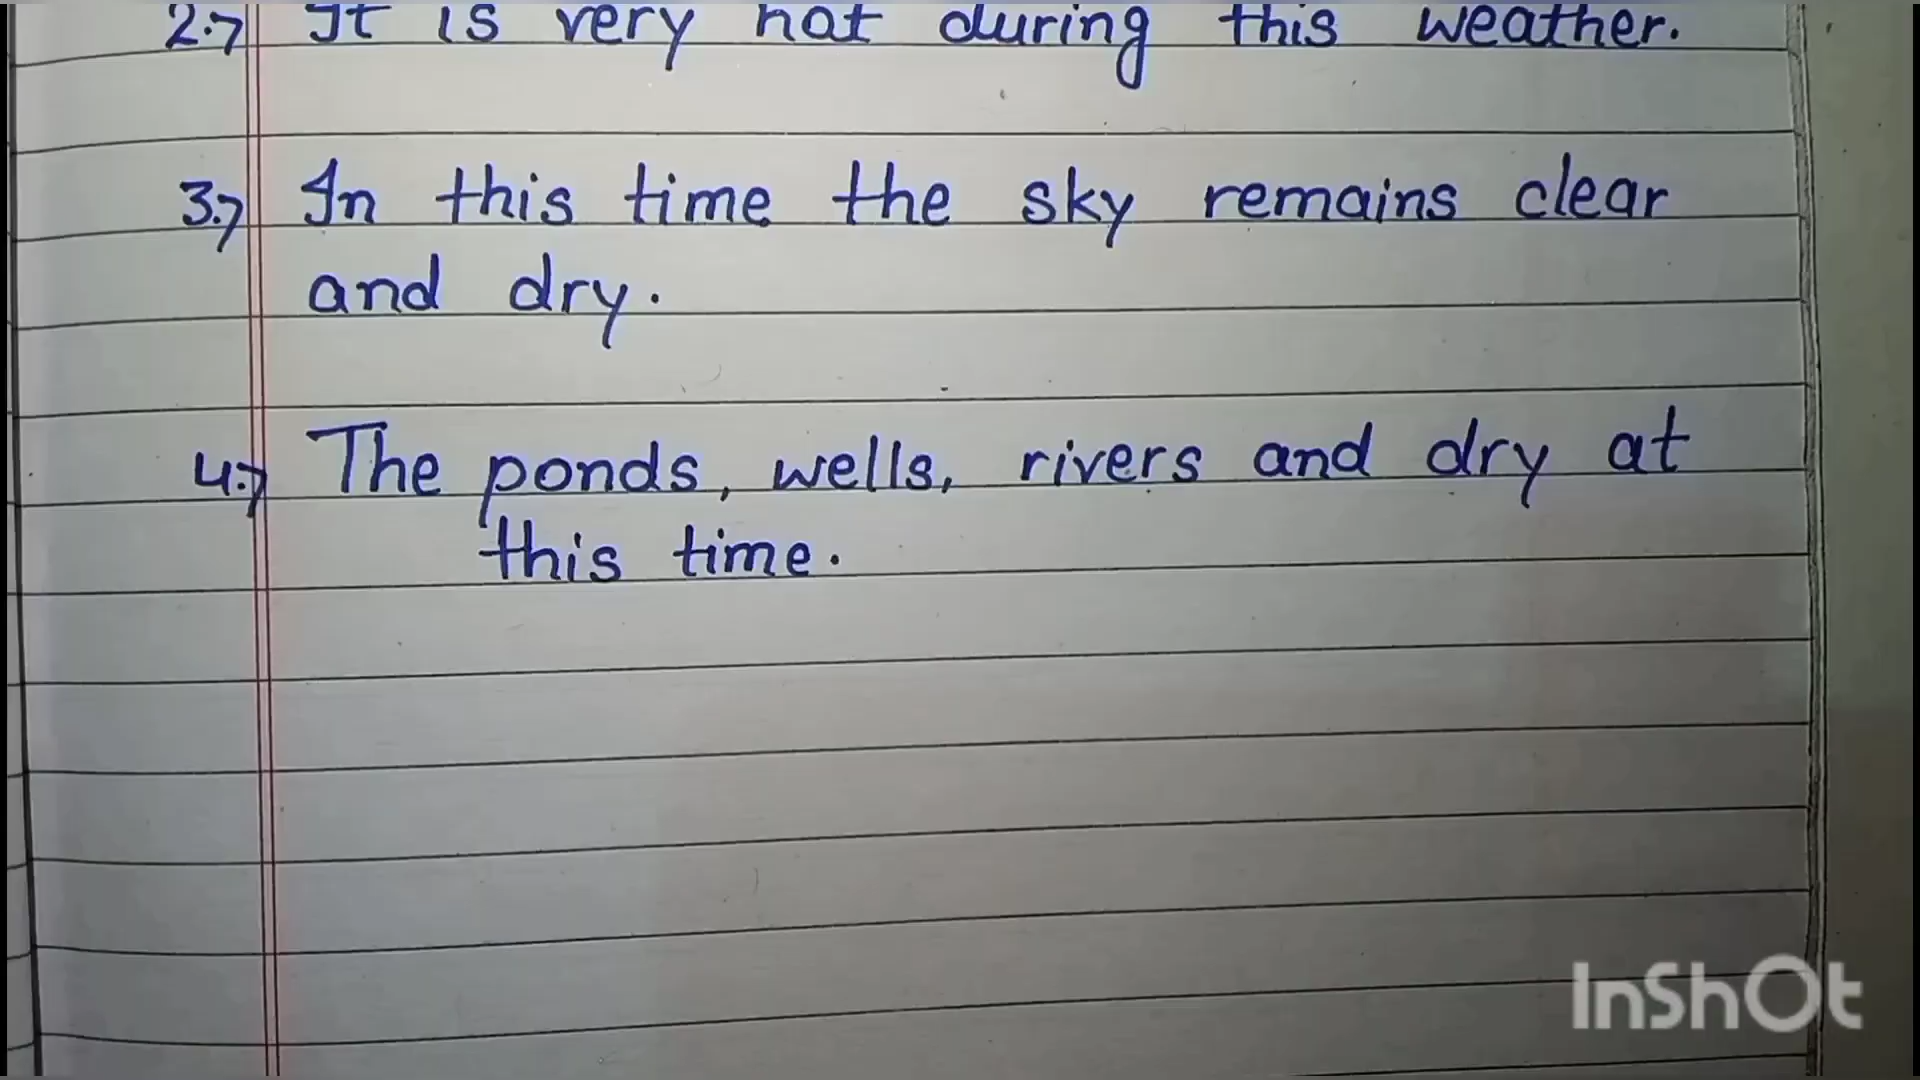 2.7 It is very hot during this weather.
3.7 In this time the sky remains clear
and dry.
4.7 The ponds, wells, rivers and dry at
this time.
InShOt